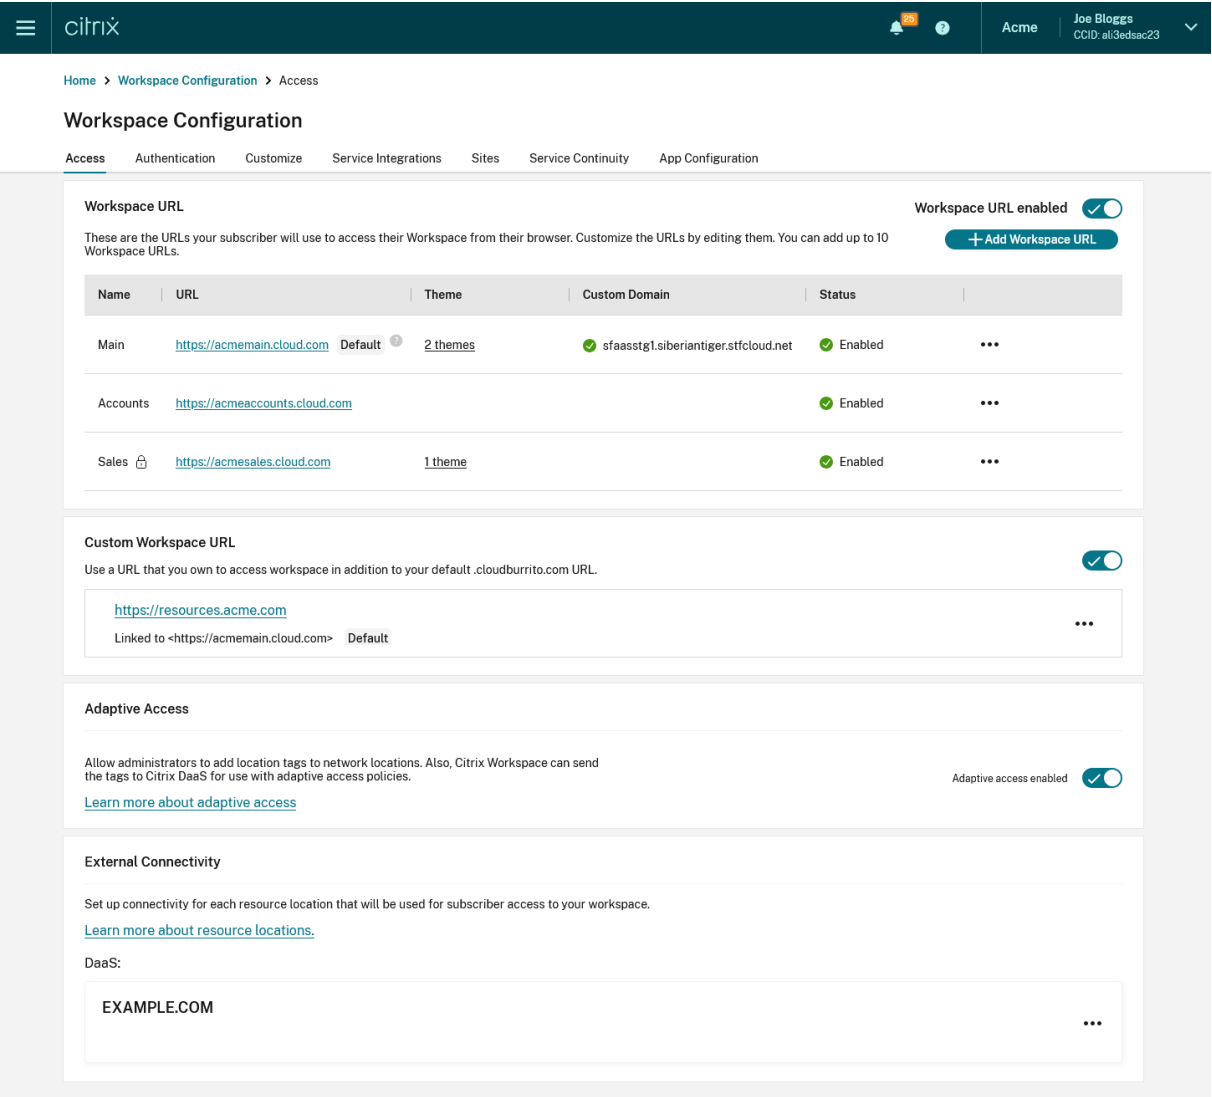 citrix
25
?
Acme
Joe Bloggs
CCID: ali3edsac23
Home > Workspace Configuration > Access
Workspace Configuration
Access Authentication Customize Service Integrations Sites Service Continuity App Configuration
Workspace URL
Workspace URL enabled
These are the URLs your subscriber will use to access their Workspace from their browser. Customize the URLs by editing them. You can add up to 10
Workspace URLs.
+Add Workspace URL
Name URL Theme Custom Domain Status
Main https://acmemain.cloud.com Default ? 2 themes sfaasstg1.siberiantiger.stfcloud.net Enabled •••
Accounts https://acmeaccounts.cloud.com Enabled •••
Sales https://acmesales.cloud.com 1 theme Enabled •••
Custom Workspace URL
Use a URL that you own to access workspace in addition to your default .cloudburrito.com URL.
https://resources.acme.com
Linked to <https://acmemain.cloud.com> Default
•••
Adaptive Access
Allow administrators to add location tags to network locations. Also, Citrix Workspace can send
the tags to Citrix DaaS for use with adaptive access policies.
Adaptive access enabled
Learn more about adaptive access
External Connectivity
Set up connectivity for each resource location that will be used for subscriber access to your workspace.
Learn more about resource locations.
DaaS:
EXAMPLE.COM
•••